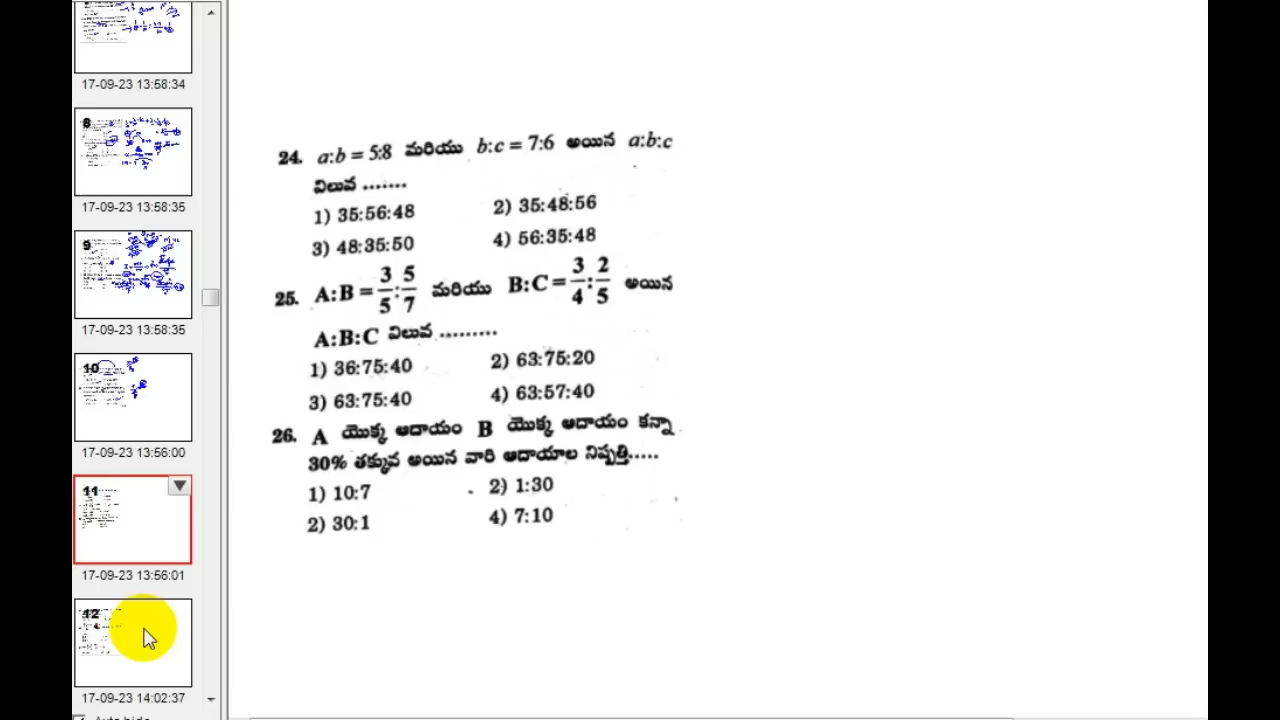 17-09-23 13:58:34
8
17-09-23 13:58:35
9
17-09-23 13:58:35
10
17-09-23 13:56:00
11
17-09-23 13:56:01
12
17-09-23 14:02:37
24. a:b = 5:8 మరియు b:c = 7:6 అయిన a:b:c
విలువ .......
1) 35:56:48 2) 35:48:56
3) 48:35:50 4) 56:35:48
25. A:B = 3/5 : 5/7 మరియు B:C = 3/4 : 2/5 అయిన
A:B:C విలువ .........
1) 36:75:40 2) 63:75:20
3) 63:75:40 4) 63:57:40
26. A యొక్క ఆదాయం B యొక్క ఆదాయం కన్నా
30% తక్కువ అయిన వారి ఆదాయాల నిష్పత్తి.....
1) 10:7 2) 1:30
2) 30:1 4) 7:10